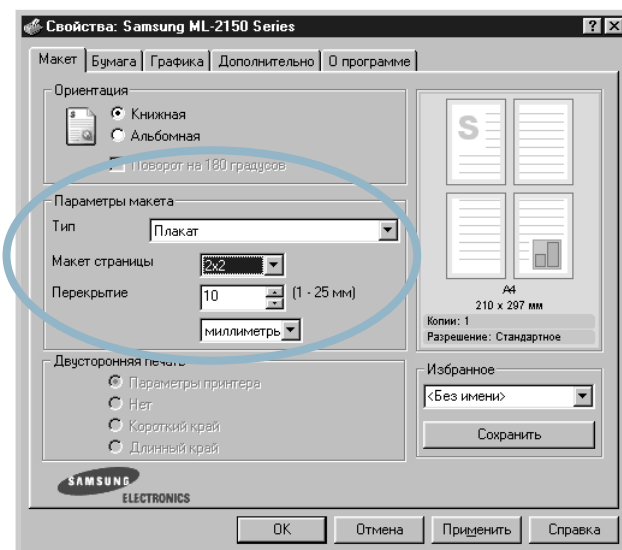 Свойства: Samsung ML-2150 Series
Макет Бумага Графика Дополнительно О программе
Ориентация
Книжная
Альбомная
Поворот на 180 градусов
Параметры макета
Тип Плакат
Макет страницы 2x2
Перекрытие 10 (1 - 25 мм)
миллиметрь
Двусторонняя печать
Параметры принтера
Нет
Короткий край
Длинный край
S
S
A4
210 x 297 мм
Копии: 1
Разрешение: Стандартное
Избранное
<Без имени>
Сохранить
SAMSUNG
ELECTRONICS
OK Отмена Применить Справка